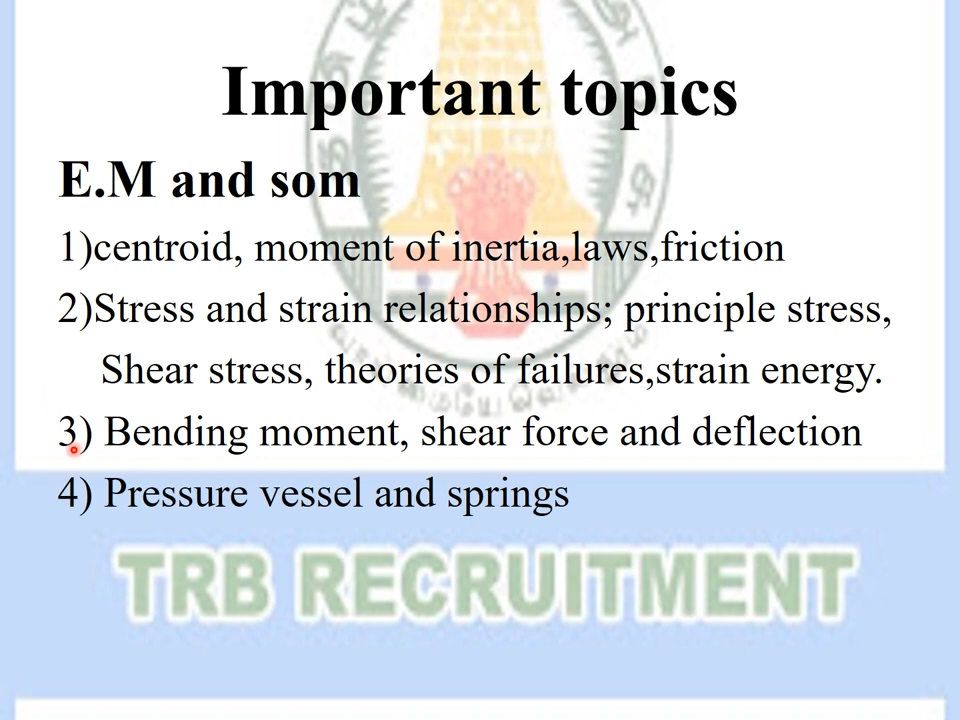 Important topics
E.M and som
1)centroid, moment of inertia,laws,friction
2)Stress and strain relationships; principle stress,
Shear stress, theories of failures,strain energy.
3) Bending moment, shear force and deflection
4) Pressure vessel and springs
TRB RECRUITMENT